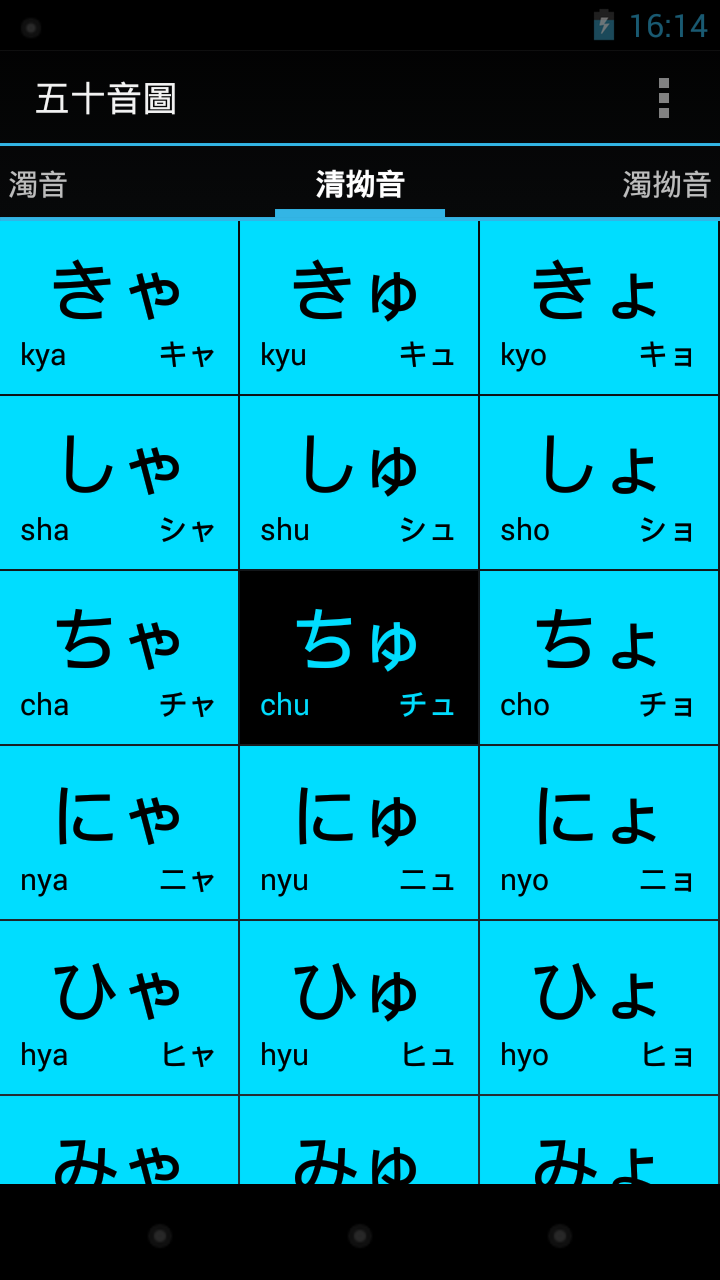 16:14
五十音圖
濁音 清拗音 濁拗音
きゃ きゅ きょ
kya キャ kyu キュ kyo キョ
しゃ しゅ しょ
sha シャ shu シュ sho ショ
ちゃ ちゅ ちょ
cha チャ chu チュ cho チョ
にゃ にゅ にょ
nya ニャ nyu ニュ nyo ニョ
ひゃ ひゅ ひょ
hya ヒャ hyu ヒュ hyo ヒョ
みゃ みゅ みょ